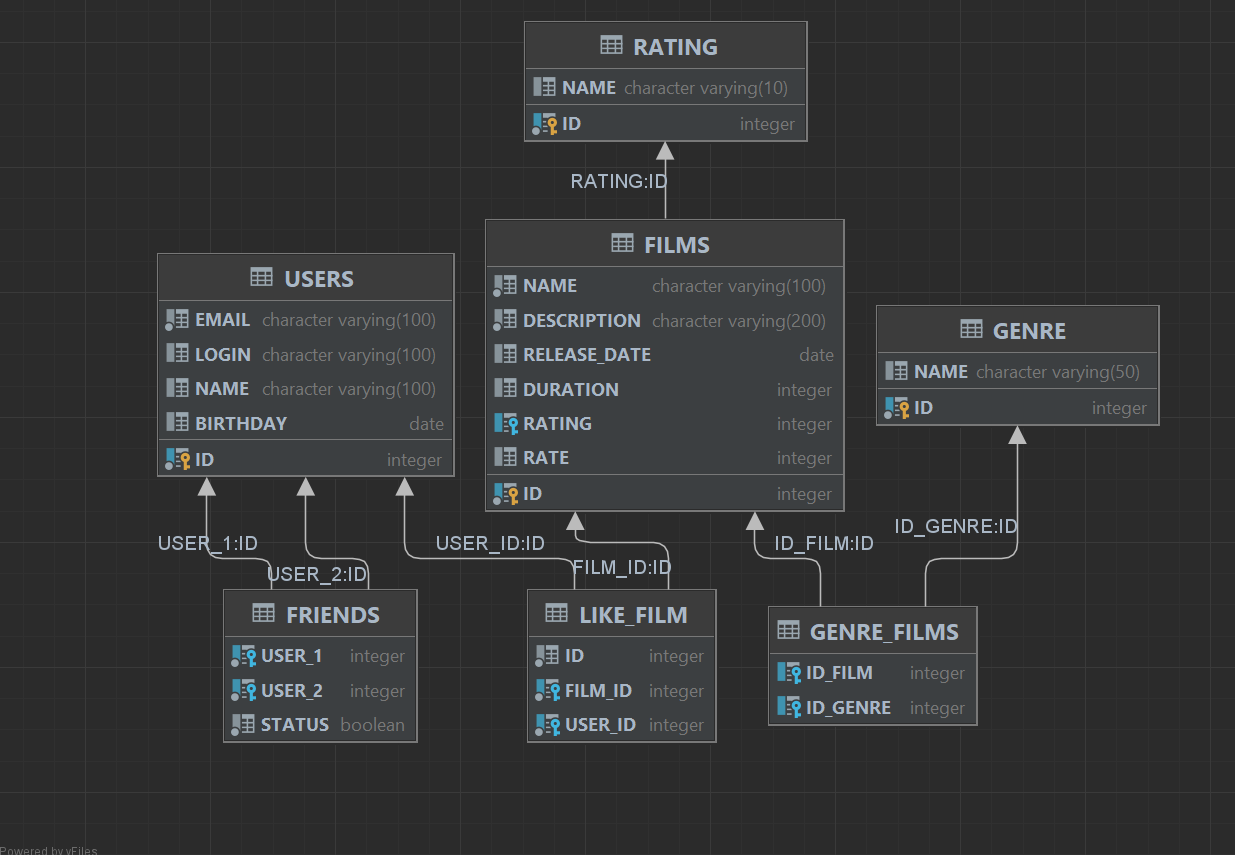 RATING
NAME character varying(10)
ID integer
RATING:ID
FILMS
NAME character varying(100)
DESCRIPTION character varying(200)
RELEASE_DATE date
DURATION integer
RATING integer
RATE integer
ID integer
USERS
EMAIL character varying(100)
LOGIN character varying(100)
NAME character varying(100)
BIRTHDAY date
ID integer
GENRE
NAME character varying(50)
ID integer
USER_1:ID
USER_2:ID
USER_ID:ID
FILM_ID:ID
ID_FILM:ID
ID_GENRE:ID
FRIENDS
USER_1 integer
USER_2 integer
STATUS boolean
LIKE_FILM
ID integer
FILM_ID integer
USER_ID integer
GENRE_FILMS
ID_FILM integer
ID_GENRE integer
Powered by yFiles